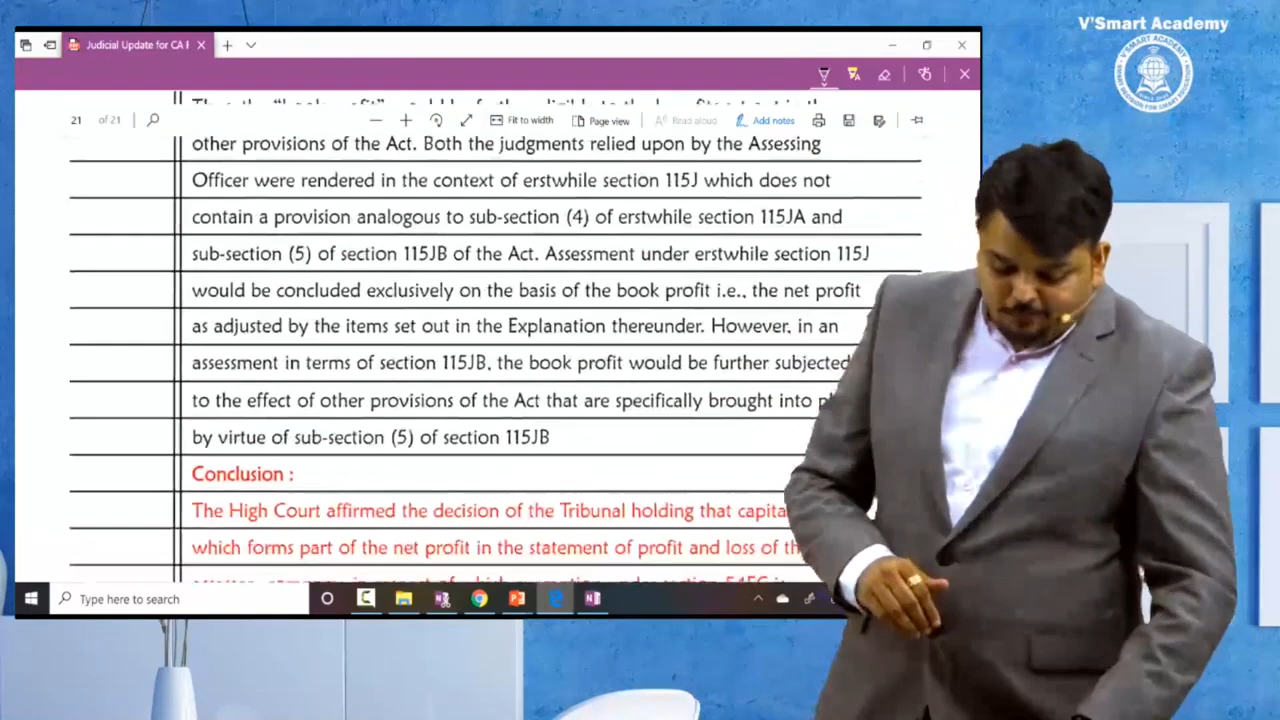 V'Smart Academy
Judicial Update for CA F
21 of 21
Fit to width
Page view
Read aloud
Add notes
other provisions of the Act. Both the judgments relied upon by the Assessing
Officer were rendered in the context of erstwhile section 115J which does not
contain a provision analogous to sub-section (4) of erstwhile section 115JA and
sub-section (5) of section 115JB of the Act. Assessment under erstwhile section 115J
would be concluded exclusively on the basis of the book profit i.e., the net profit
as adjusted by the items set out in the Explanation thereunder. However, in an
assessment in terms of section 115JB, the book profit would be further subjected
to the effect of other provisions of the Act that are specifically brought into
by virtue of sub-section (5) of section 115JB
Conclusion :
The High Court affirmed the decision of the Tribunal holding that
which forms part of the net profit in the statement of profit and loss of
Type here to search